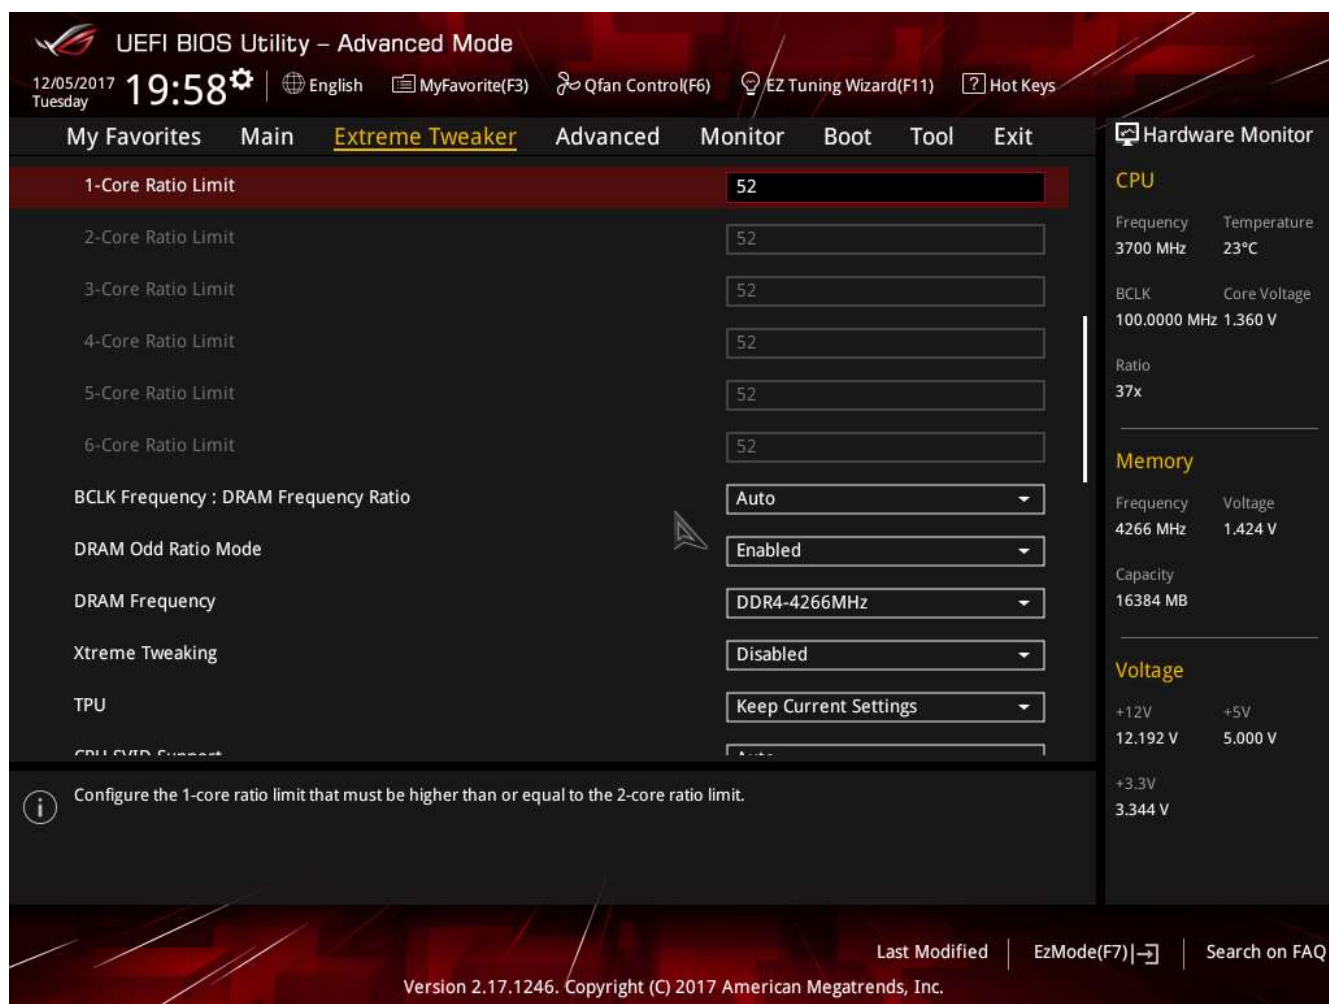 UEFI BIOS Utility – Advanced Mode
12/05/2017
Tuesday
19:58
English
MyFavorite(F3)
Qfan Control(F6)
EZ Tuning Wizard(F11)
? Hot Keys
My Favorites Main Extreme Tweaker Advanced Monitor Boot Tool Exit
1-Core Ratio Limit 52
2-Core Ratio Limit 52
3-Core Ratio Limit 52
4-Core Ratio Limit 52
5-Core Ratio Limit 52
6-Core Ratio Limit 52
BCLK Frequency : DRAM Frequency Ratio Auto
DRAM Odd Ratio Mode Enabled
DRAM Frequency DDR4-4266MHz
Xtreme Tweaking Disabled
TPU Keep Current Settings
CPU SVID Support Auto
Configure the 1-core ratio limit that must be higher than or equal to the 2-core ratio limit.
Hardware Monitor
CPU
Frequency Temperature
3700 MHz 23°C
BCLK Core Voltage
100.0000 MHz 1.360 V
Ratio
37x
Memory
Frequency Voltage
4266 MHz 1.424 V
Capacity
16384 MB
Voltage
+12V +5V
12.192 V 5.000 V
+3.3V
3.344 V
Last Modified
EzMode(F7)
Search on FAQ
Version 2.17.1246. Copyright (C) 2017 American Megatrends, Inc.